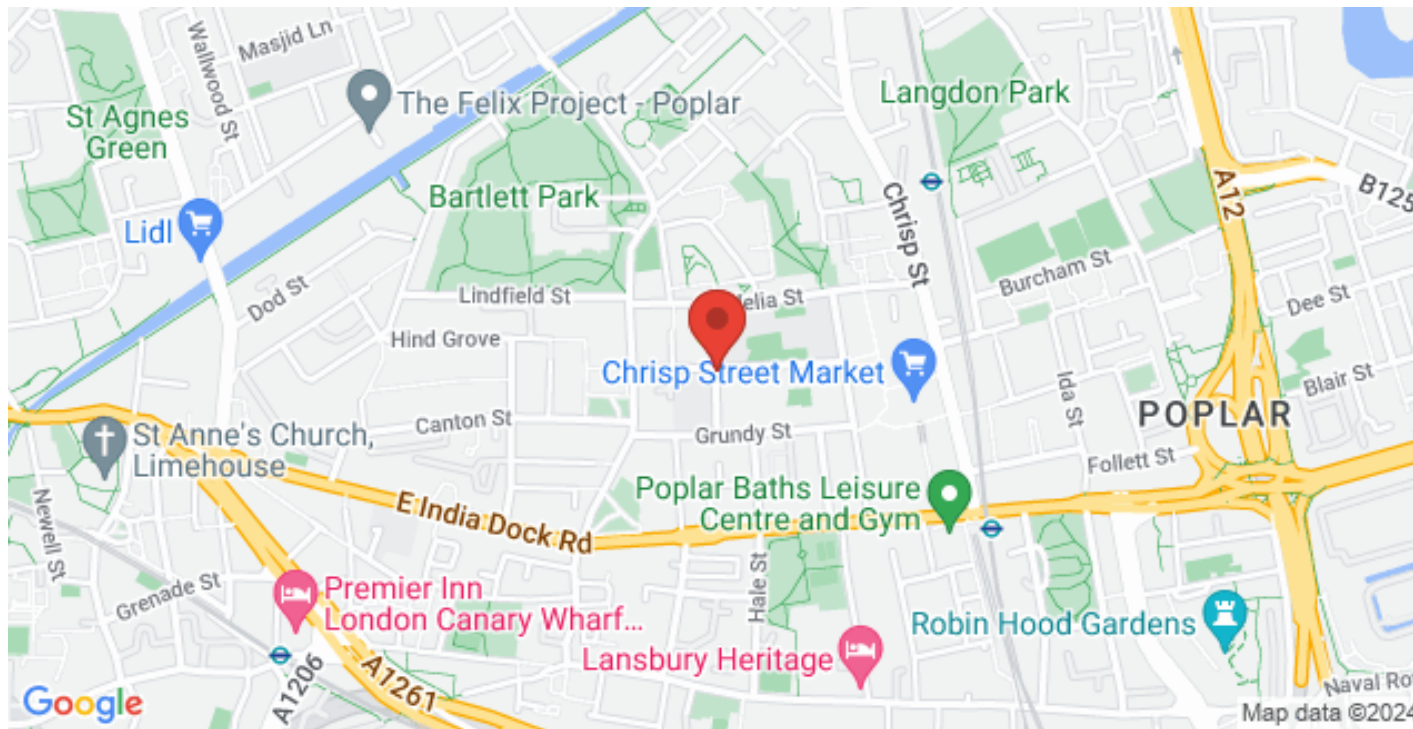 Masjid Ln
Wallwood St
The Felix Project - Poplar
Langdon Park
St Agnes
Green
A12
B125
Bartlett Park
Chrisp St
Lidl
Burcham St
Dod St
Lindfield St
elia St
Dee St
Hind Grove
Chrisp Street Market
Ida St
Blair St
POPLAR
Canton St
Grundy St
St Anne's Church,
Limehouse
Follett St
Newell St
E India Dock Rd
Poplar Baths Leisure
Centre and Gym
Grenade St
Premier Inn
London Canary Wharf...
Hale St
Robin Hood Gardens
Lansbury Heritage
A1206
A1261
Naval Ro
Google
Map data ©2024